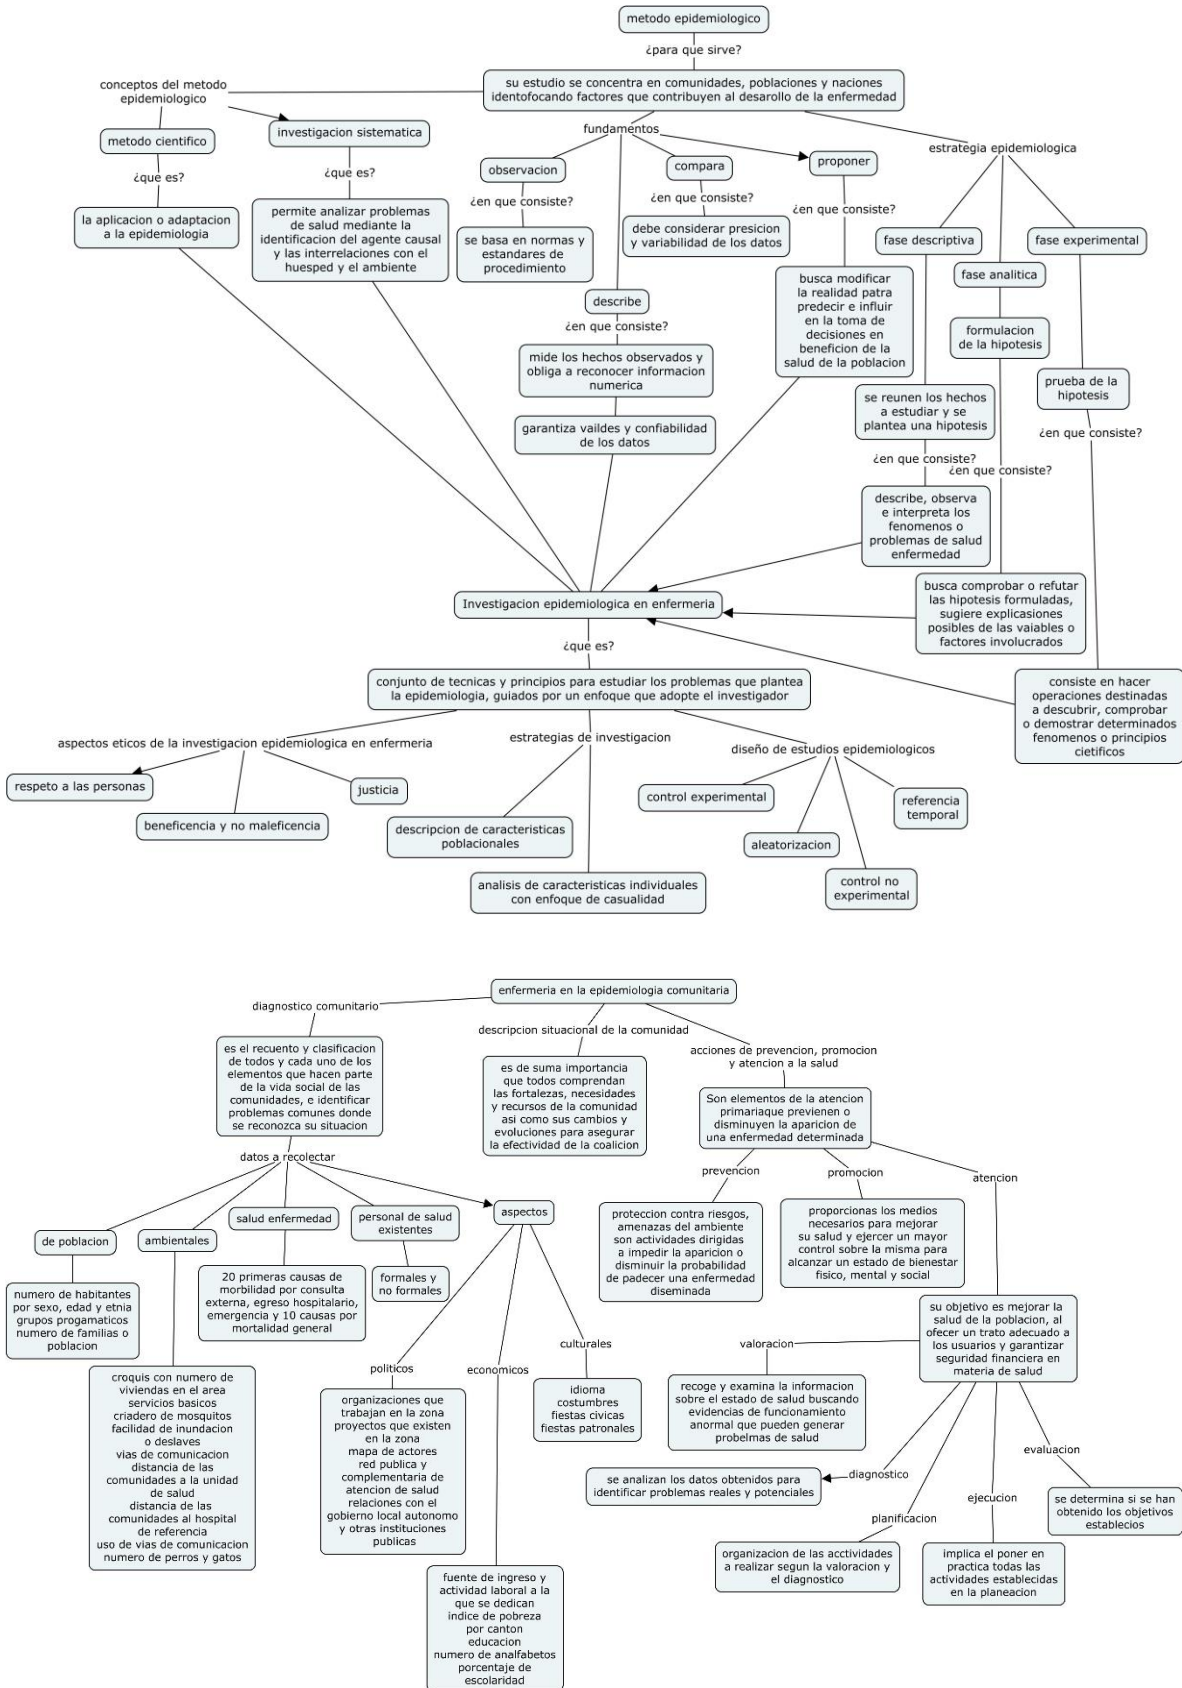 metodo epidemiologico
¿para que sirve?
su estudio se concentra en comunidades, poblaciones y naciones
identofocando factores que contribuyen al desarollo de la enfermedad
conceptos del metodo
epidemiologico
metodo cientifico
¿que es?
la aplicacion o adaptacion
a la epidemiologia
investigacion sistematica
¿que es?
permite analizar problemas
de salud mediante la
identificacion del agente causal
y las interrelaciones con el
huesped y el ambiente
fundamentos
observacion
¿en que consiste?
se basa en normas y
estandares de
procedimiento
describe
¿en que consiste?
mide los hechos observados y
obliga a reconocer informacion
numerica
garantiza vaildes y confiabilidad
de los datos
compara
¿en que consiste?
debe considerar presicion
y variabilidad de los datos
proponer
¿en que consiste?
busca modificar
la realidad patra
predecir e influir
en la toma de
decisiones en
beneficion de la
salud de la poblacion
estrategia epidemiologica
fase descriptiva
se reunen los hechos
a estudiar y se
plantea una hipotesis
¿en que consiste?
describe, observa
e interpreta los
fenomenos o
problemas de salud
enfermedad
fase analitica
formulacion
de la hipotesis
¿en que consiste?
busca comprobar o refutar
las hipotesis formuladas,
sugiere explicasiones
posibles de las vaiables o
factores involucrados
fase experimental
prueba de la
hipotesis
¿en que consiste?
consiste en hacer
operaciones destinadas
a descubrir, comprobar
o demostrar determinados
fenomenos o principios
cietificos
Investigacion epidemiologica en enfermeria
¿que es?
conjunto de tecnicas y principios para estudiar los problemas que plantea
la epidemiologia, guiados por un enfoque que adopte el investigador
aspectos eticos de la investigacion epidemiologica en enfermeria
respeto a las personas
beneficencia y no maleficencia
justicia
estrategias de investigacion
descripcion de caracteristicas
poblacionales
analisis de caracteristicas individuales
con enfoque de casualidad
diseño de estudios epidemiologicos
control experimental
aleatorizacion
control no
experimental
referencia
temporal
enfermeria en la epidemiologia comunitaria
diagnostico comunitario
es el recuento y clasificacion
de todos y cada uno de los
elementos que hacen parte
de la vida social de las
comunidades, e identificar
problemas comunes donde
se reconozca su situacion
datos a recolectar
de poblacion
numero de habitantes
por sexo, edad y etnia
grupos progamaticos
numero de familias o
poblacion
ambientales
croquis con numero de
viviendas en el area
servicios basicos
criadero de mosquitos
facilidad de inundacion
o deslaves
vias de comunicacion
distancia de las
comunidades a la unidad
de salud
distancia de las
comunidades al hospital
de referencia
uso de vias de comunicacion
numero de perros y gatos
salud enfermedad
20 primeras causas de
morbilidad por consulta
externa, egreso hospitalario,
emergencia y 10 causas por
mortalidad general
personal de salud
existentes
formales y
no formales
aspectos
politicos
organizaciones que
trabajan en la zona
proyectos que existen
en la zona
mapa de actores
red publica y
complementaria de
atencion de salud
relaciones con el
gobierno local autonomo
y otras instituciones
publicas
economicos
fuente de ingreso y
actividad laboral a la
que se dedican
indice de pobreza
por canton
educacion
numero de analfabetos
porcentaje de
escolaridad
culturales
idioma
costumbres
fiestas civicas
fiestas patronales
descripcion situacional de la comunidad
es de suma importancia
que todos comprendan
las fortalezas, necesidades
y recursos de la comunidad
asi como sus cambios y
evoluciones para asegurar
la efectividad de la coalicion
acciones de prevencion, promocion
y atencion a la salud
Son elementos de la atencion
primariaque previenen o
disminuyen la aparicion de
una enfermedad determinada
prevencion
proteccion contra riesgos,
amenazas del ambiente
son actividades dirigidas
a impedir la aparicion o
disminuir la probabilidad
de padecer una enfermedad
diseminada
promocion
proporcionas los medios
necesarios para mejorar
su salud y ejercer un mayor
control sobre la misma para
alcanzar un estado de bienestar
fisico, mental y social
atencion
su objetivo es mejorar la
salud de la poblacion, al
ofecer un trato adecuado a
los usuarios y garantizar
seguridad financiera en
materia de salud
valoracion
recoge y examina la informacion
sobre el estado de salud buscando
evidencias de funcionamiento
anormal que pueden generar
probelmas de salud
diagnostico
se analizan los datos obtenidos para
identificar problemas reales y potenciales
planificacion
organizacion de las acctividades
a realizar segun la valoracion y
el diagnostico
ejecucion
implica el poner en
practica todas las
actividades establecidas
en la planeacion
evaluacion
se determina si se han
obtenido los objetivos
establecios